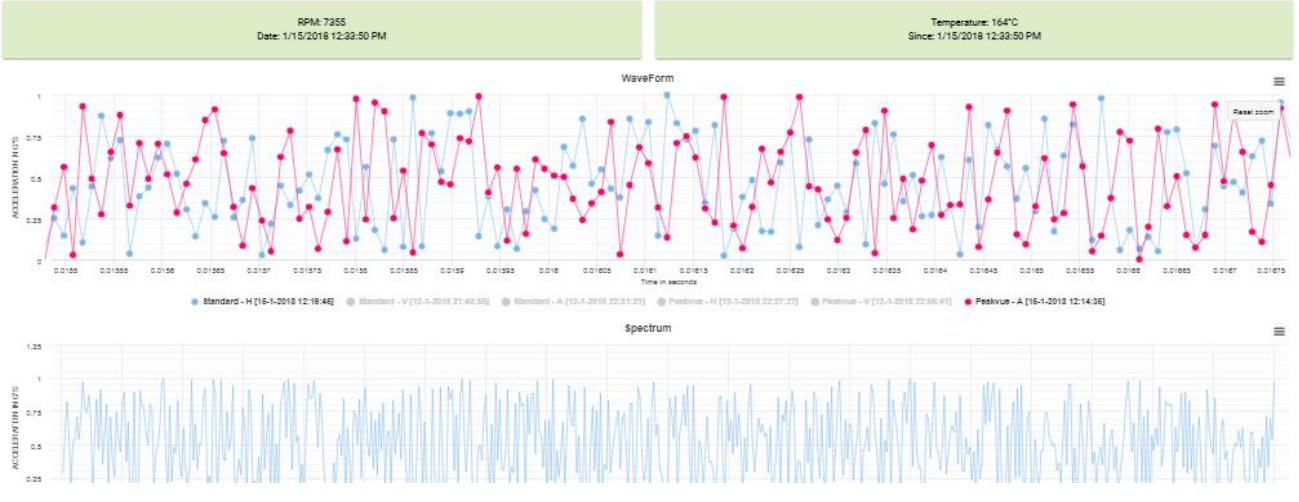 RPM: 7355
Date: 1/15/2018 12:33:50 PM
Temperature: 164°C
Since: 1/15/2018 12:33:50 PM
WaveForm
Reset zoom
ACCELERATION IN G'S
1
0.75
0.5
0.25
0
0.0155 0.01555 0.0156 0.01565 0.0157 0.01575 0.0158 0.01585 0.0159 0.01595 0.016 0.01605 0.0161 0.01615 0.0162 0.01625 0.0163 0.01635 0.0164 0.01645 0.0165 0.01655 0.0166 0.01665 0.0167 0.01675
Time in seconds
Standard - H [16-1-2018 12:18:46] Standard - V [12-1-2018 21:43:55] Standard - A [12-1-2018 22:31:21] Peakvue - H [12-1-2018 22:27:27] Peakvue - V [12-1-2018 22:06:41] Peakvue - A [16-1-2018 12:14:36]
Spectrum
ACCELERATION IN G'S
1.25
1
0.75
0.5
0.25